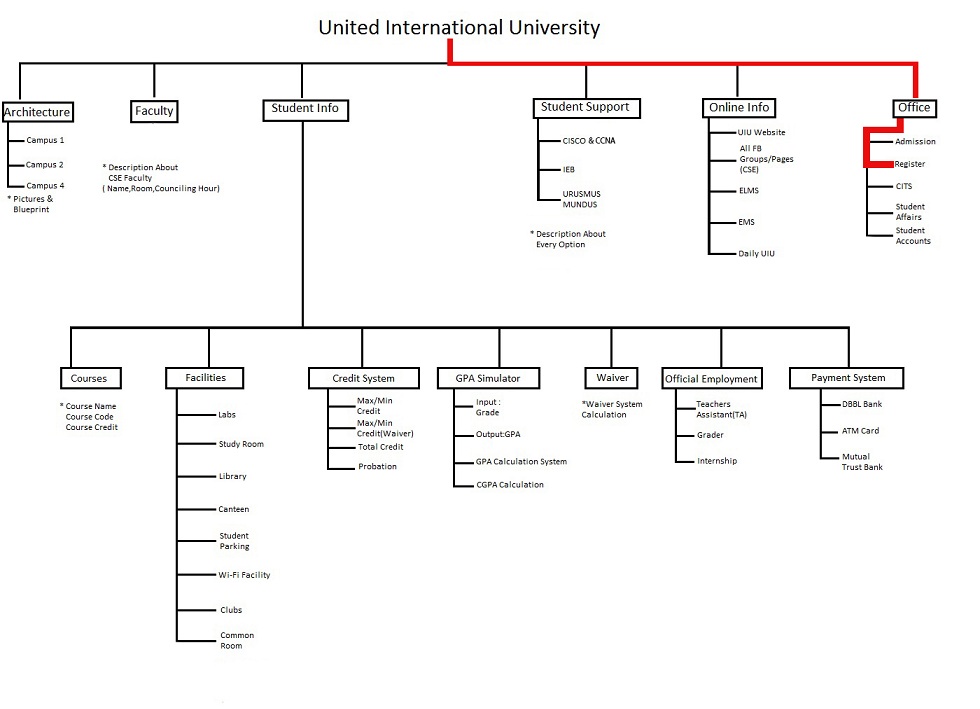 United International University
Architecture
Campus 1
Campus 2
Campus 4
* Pictures &
Blueprint
Faculty
* Description About
CSE Faculty
( Name,Room,Counciling Hour)
Student Info
Student Support
CISCO & CCNA
IEB
URUSMUS
MUNDUS
* Description About
Every Option
Online Info
UIU Website
All FB
Groups/Pages
(CSE)
ELMS
EMS
Daily UIU
Office
Admission
Register
CITS
Student
Affairs
Student
Accounts
Courses
* Course Name
Course Code
Course Credit
Facilities
Labs
Study Room
Library
Canteen
Student
Parking
Wi-Fi Facility
Clubs
Common
Room
Credit System
Max/Min
Credit
Max/Min
Credit(Waiver)
Total Credit
Probation
GPA Simulator
Input :
Grade
Output:GPA
GPA Calculation System
CGPA Calculation
Waiver
*Waiver System
Calculation
Official Employment
Teachers
Assistant(TA)
Grader
Internship
Payment System
DBBL Bank
ATM Card
Mutual
Trust Bank